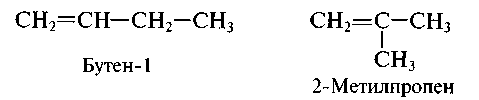 CH₂=CH—CH₂—CH₃
Бутен-1
CH₂=C—CH₃
CH₃
2-Метилпропен